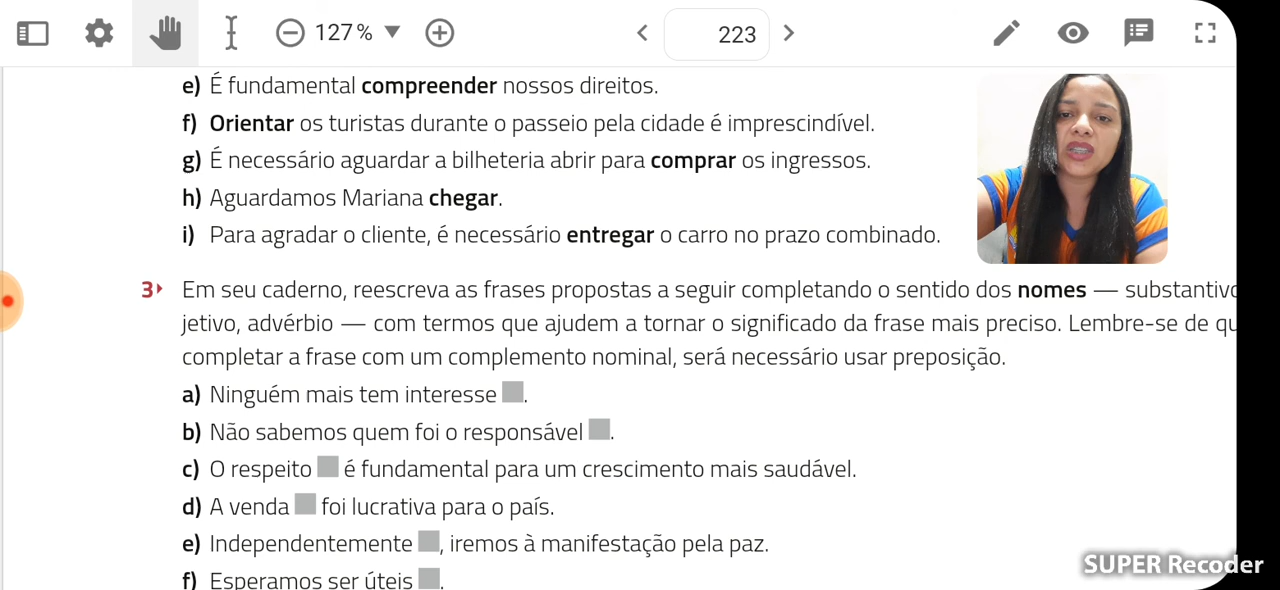 127%
223
e) É fundamental compreender nossos direitos.
f) Orientar os turistas durante o passeio pela cidade é imprescindível.
g) É necessário aguardar a bilheteria abrir para comprar os ingressos.
h) Aguardamos Mariana chegar.
i) Para agradar o cliente, é necessário entregar o carro no prazo combinado.
3 Em seu caderno, reescreva as frases propostas a seguir completando o sentido dos nomes — substantivo
jetivo, advérbio — com termos que ajudem a tornar o significado da frase mais preciso. Lembre-se de qu
completar a frase com um complemento nominal, será necessário usar preposição.
a) Ninguém mais tem interesse .
b) Não sabemos quem foi o responsável .
c) O respeito é fundamental para um crescimento mais saudável.
d) A venda foi lucrativa para o país.
e) Independentemente , iremos à manifestação pela paz.
f) Esperamos ser úteis .
SUPER Recoder